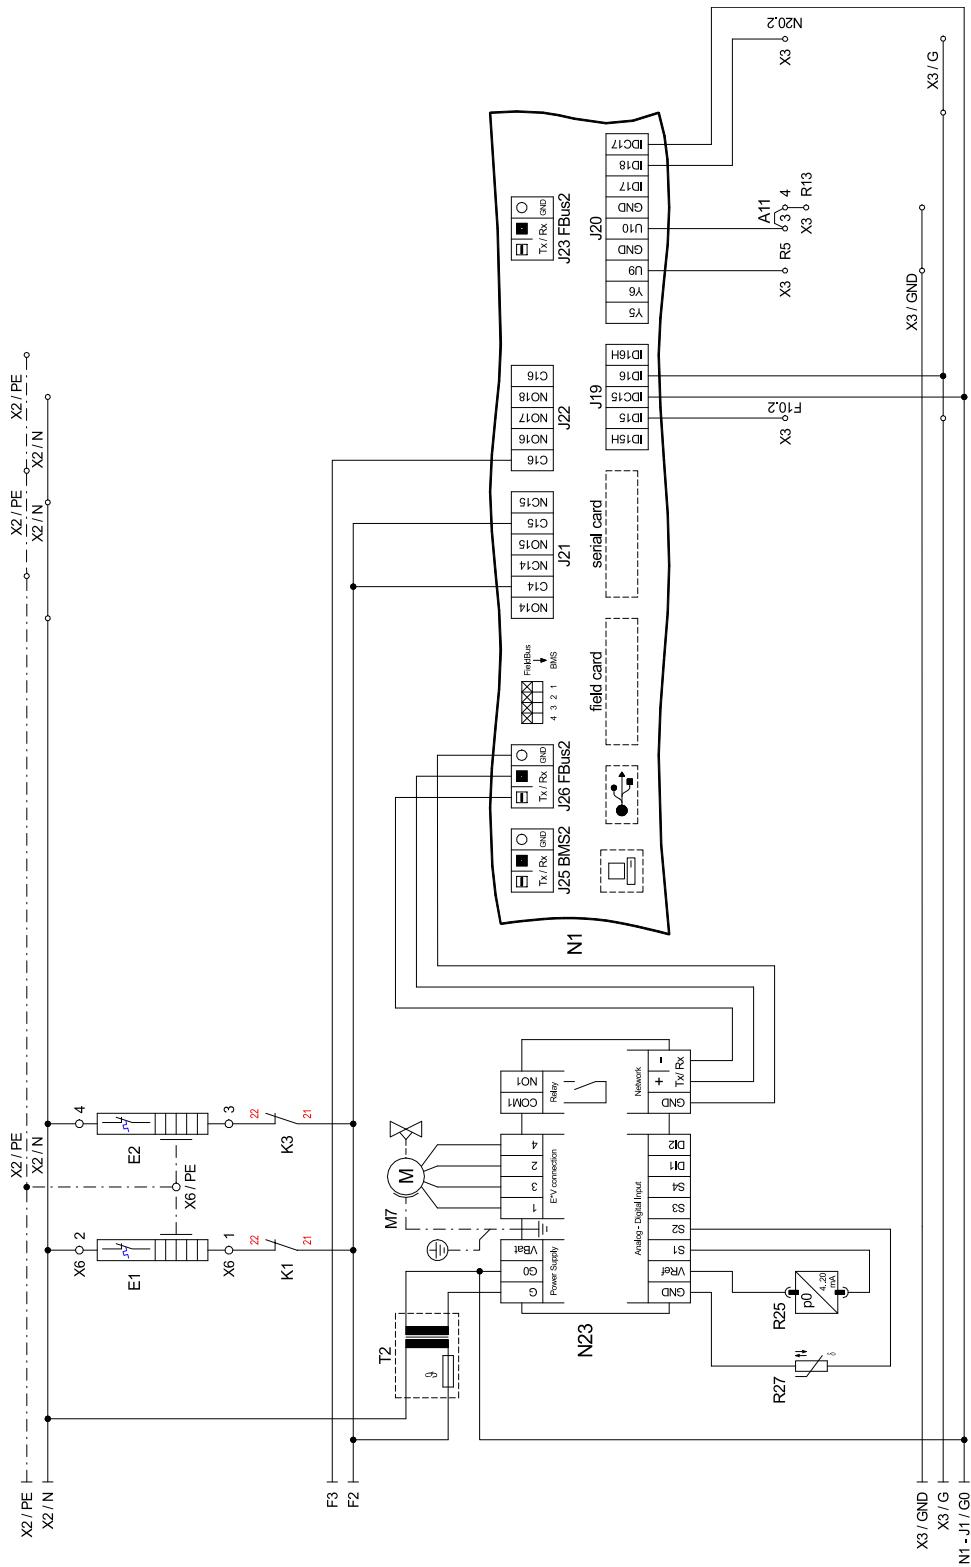 X2 / PE
X2 / N
F3
F2
X3 / GND
X3 / G
N1 - J1 / G0
T2
ϑ
N23
G
G0
VBat
Power Supply
1
3
2
4
E*V connection
COM1
NO1
Relay
GND
VRef
S1
S2
S3
S4
DI1
DI2
Analog - Digital Input
GND
+
-
Tx/ Rx
Network
M7
M
R25
p0
4..20
mA
R27
δ
X6
2
E1
X6
1
22
21
K1
4
E2
3
22
21
K3
X6 / PE
X2 / PE
X2 / N
N1
J25 BMS2
Tx / Rx
GND
J26 FBus2
Tx / Rx
GND
4 3 2 1
FieldBus
BMS
field card
serial card
J21
NO14
C14
NC14
NO15
C15
NC15
J22
C16
NO16
NO17
NO18
C16
J23 FBus2
Tx / Rx
GND
J19
ID15H
ID15
IDC15
ID16
ID16H
J20
Y5
Y6
U9
GND
U10
GND
ID17
ID18
IDC17
X2 / PE
X2 / N
X2 / PE
X2 / N
X3
F10.2
X3
R5
X3
3
4
A11
R13
X3
N20.2
X3 / GND
X3 / G